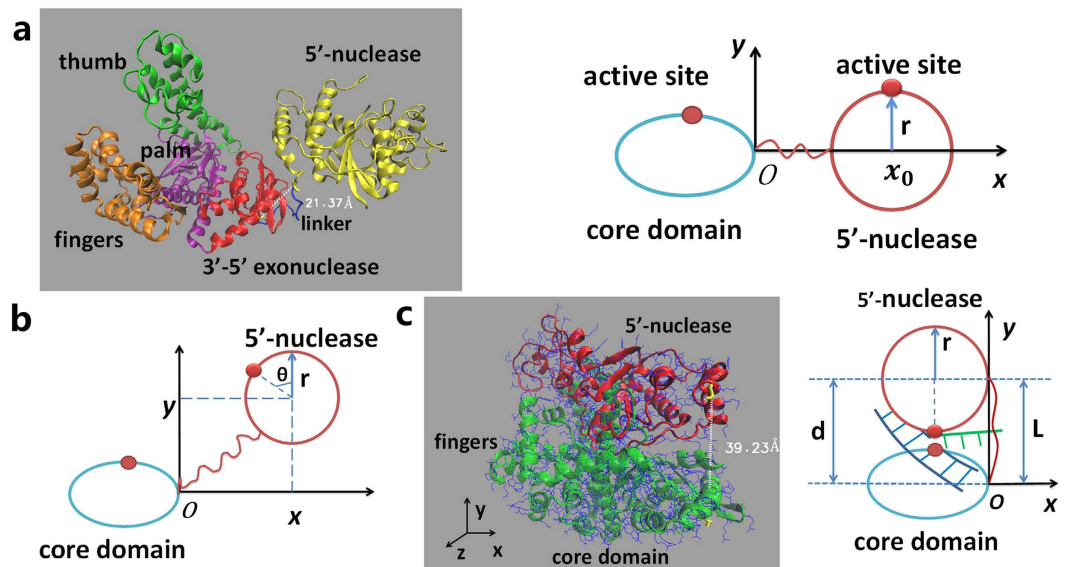 a
thumb
5’-nuclease
palm
21.37Å
linker
fingers
3’-5’ exonuclease
y
active site
active site
r
O
x₀
x
core domain
5’-nuclease
b
5’-nuclease
θ
r
y
O
x
core domain
c
5’-nuclease
fingers
39.23Å
y
x
z
core domain
5’-nuclease
y
r
d
L
O
x
core domain